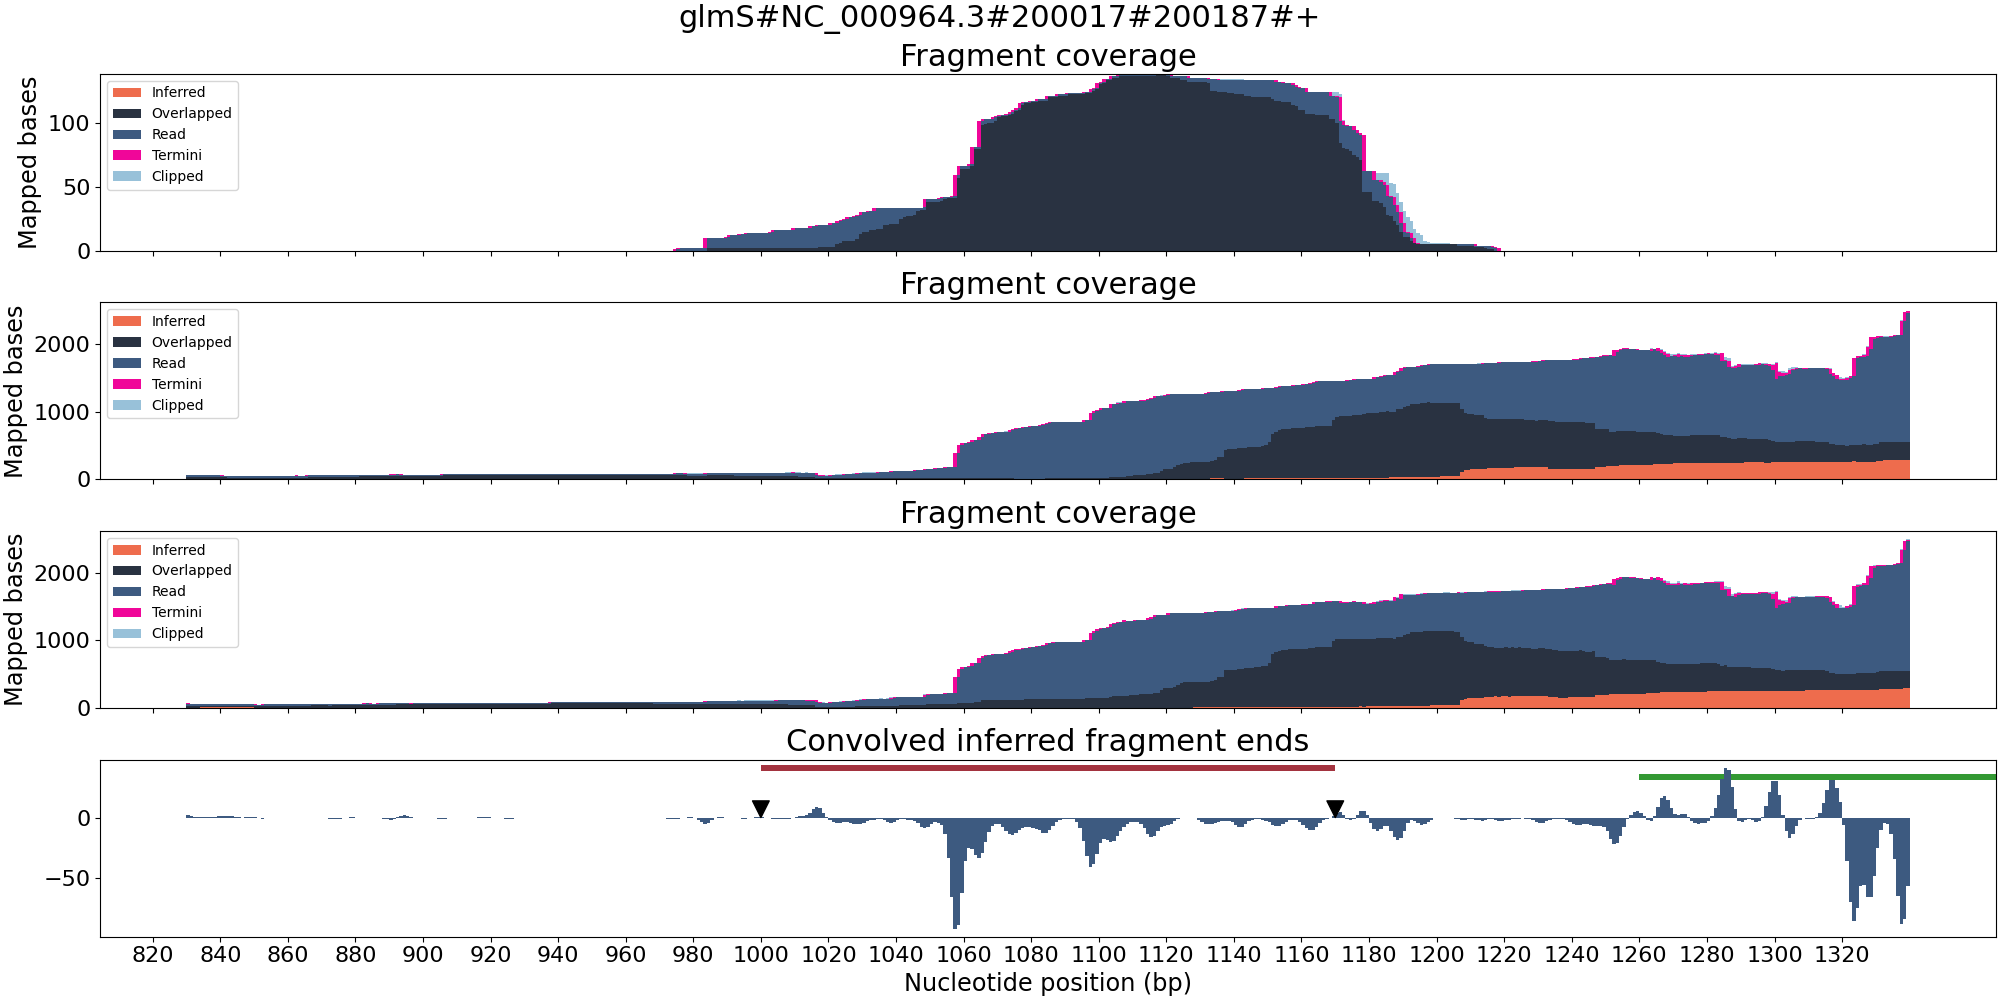 glmS#NC_000964.3#200017#200187#+
Fragment coverage
Mapped bases
100
50
0
Inferred
Overlapped
Read
Termini
Clipped
Fragment coverage
Mapped bases
2000
1000
0
Inferred
Overlapped
Read
Termini
Clipped
Fragment coverage
Mapped bases
2000
1000
0
Inferred
Overlapped
Read
Termini
Clipped
Convolved inferred fragment ends
0
−50
820 840 860 880 900 920 940 960 980 1000 1020 1040 1060 1080 1100 1120 1140 1160 1180 1200 1220 1240 1260 1280 1300 1320
Nucleotide position (bp)